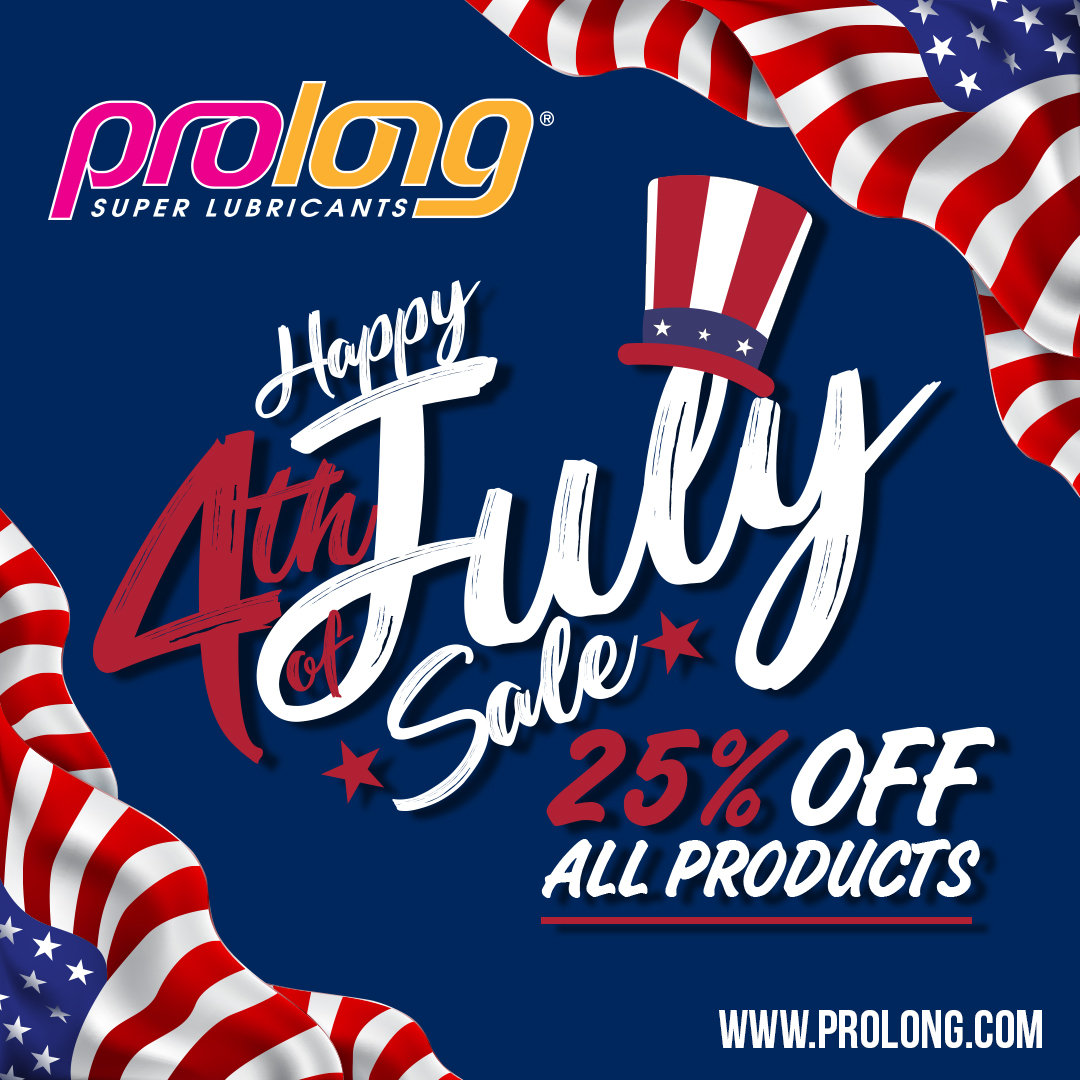 prolong®
SUPER LUBRICANTS
Happy
4th of July
Sale
25% OFF
ALL PRODUCTS
WWW.PROLONG.COM